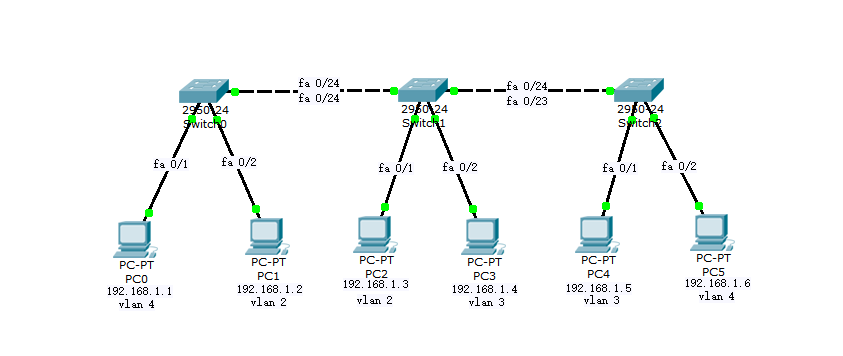 fa 0/24
fa 0/24
fa 0/24
fa 0/23
2950-24
Switch0
2950-24
Switch1
2950-24
Switch2
fa 0/1
fa 0/2
fa 0/1
fa 0/2
fa 0/1
fa 0/2
PC-PT
PC0
192.168.1.1
vlan 4
PC-PT
PC1
192.168.1.2
vlan 2
PC-PT
PC2
192.168.1.3
vlan 2
PC-PT
PC3
192.168.1.4
vlan 3
PC-PT
PC4
192.168.1.5
vlan 3
PC-PT
PC5
192.168.1.6
vlan 4